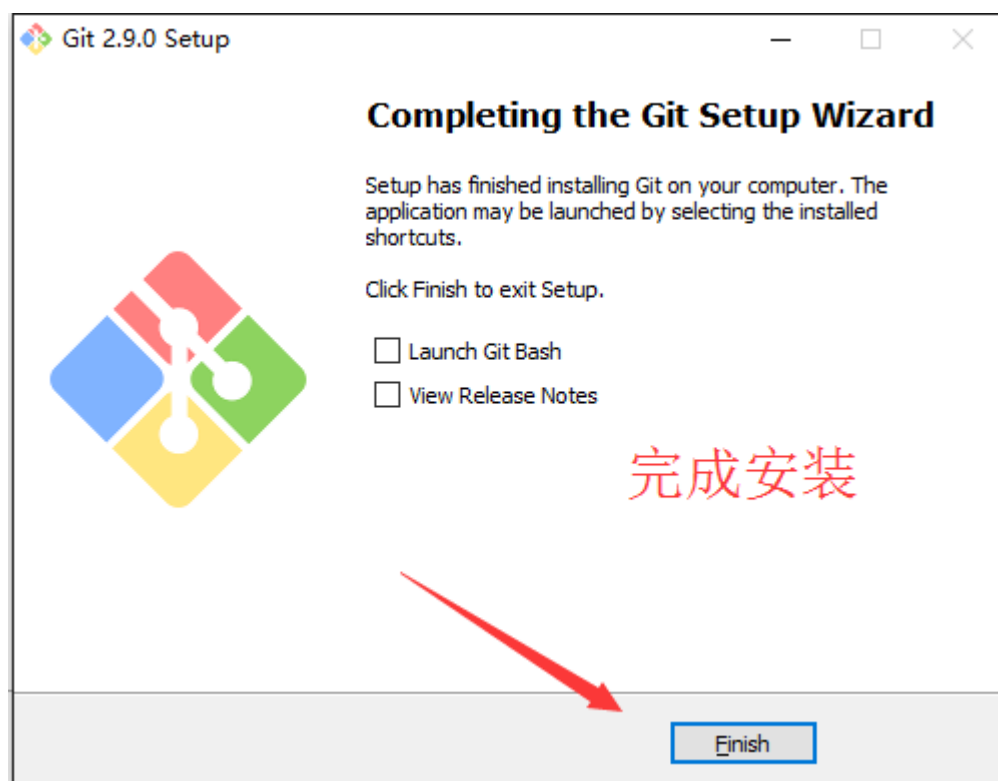 Git 2.9.0 Setup
Completing the Git Setup Wizard
Setup has finished installing Git on your computer. The
application may be launched by selecting the installed
shortcuts.
Click Finish to exit Setup.
Launch Git Bash
View Release Notes
完成安装
Finish